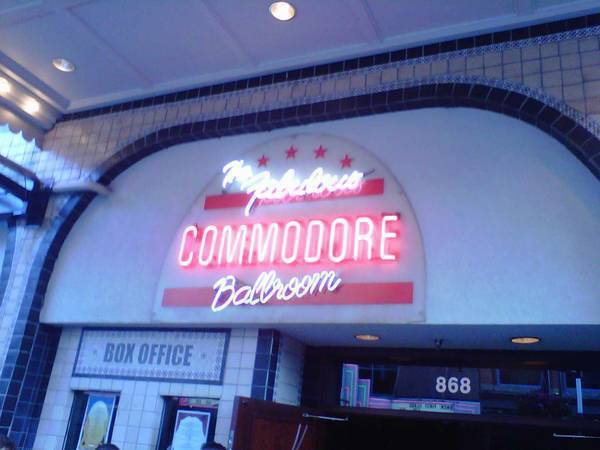 The Fabulous
COMMODORE
Ballroom
BOX OFFICE
868